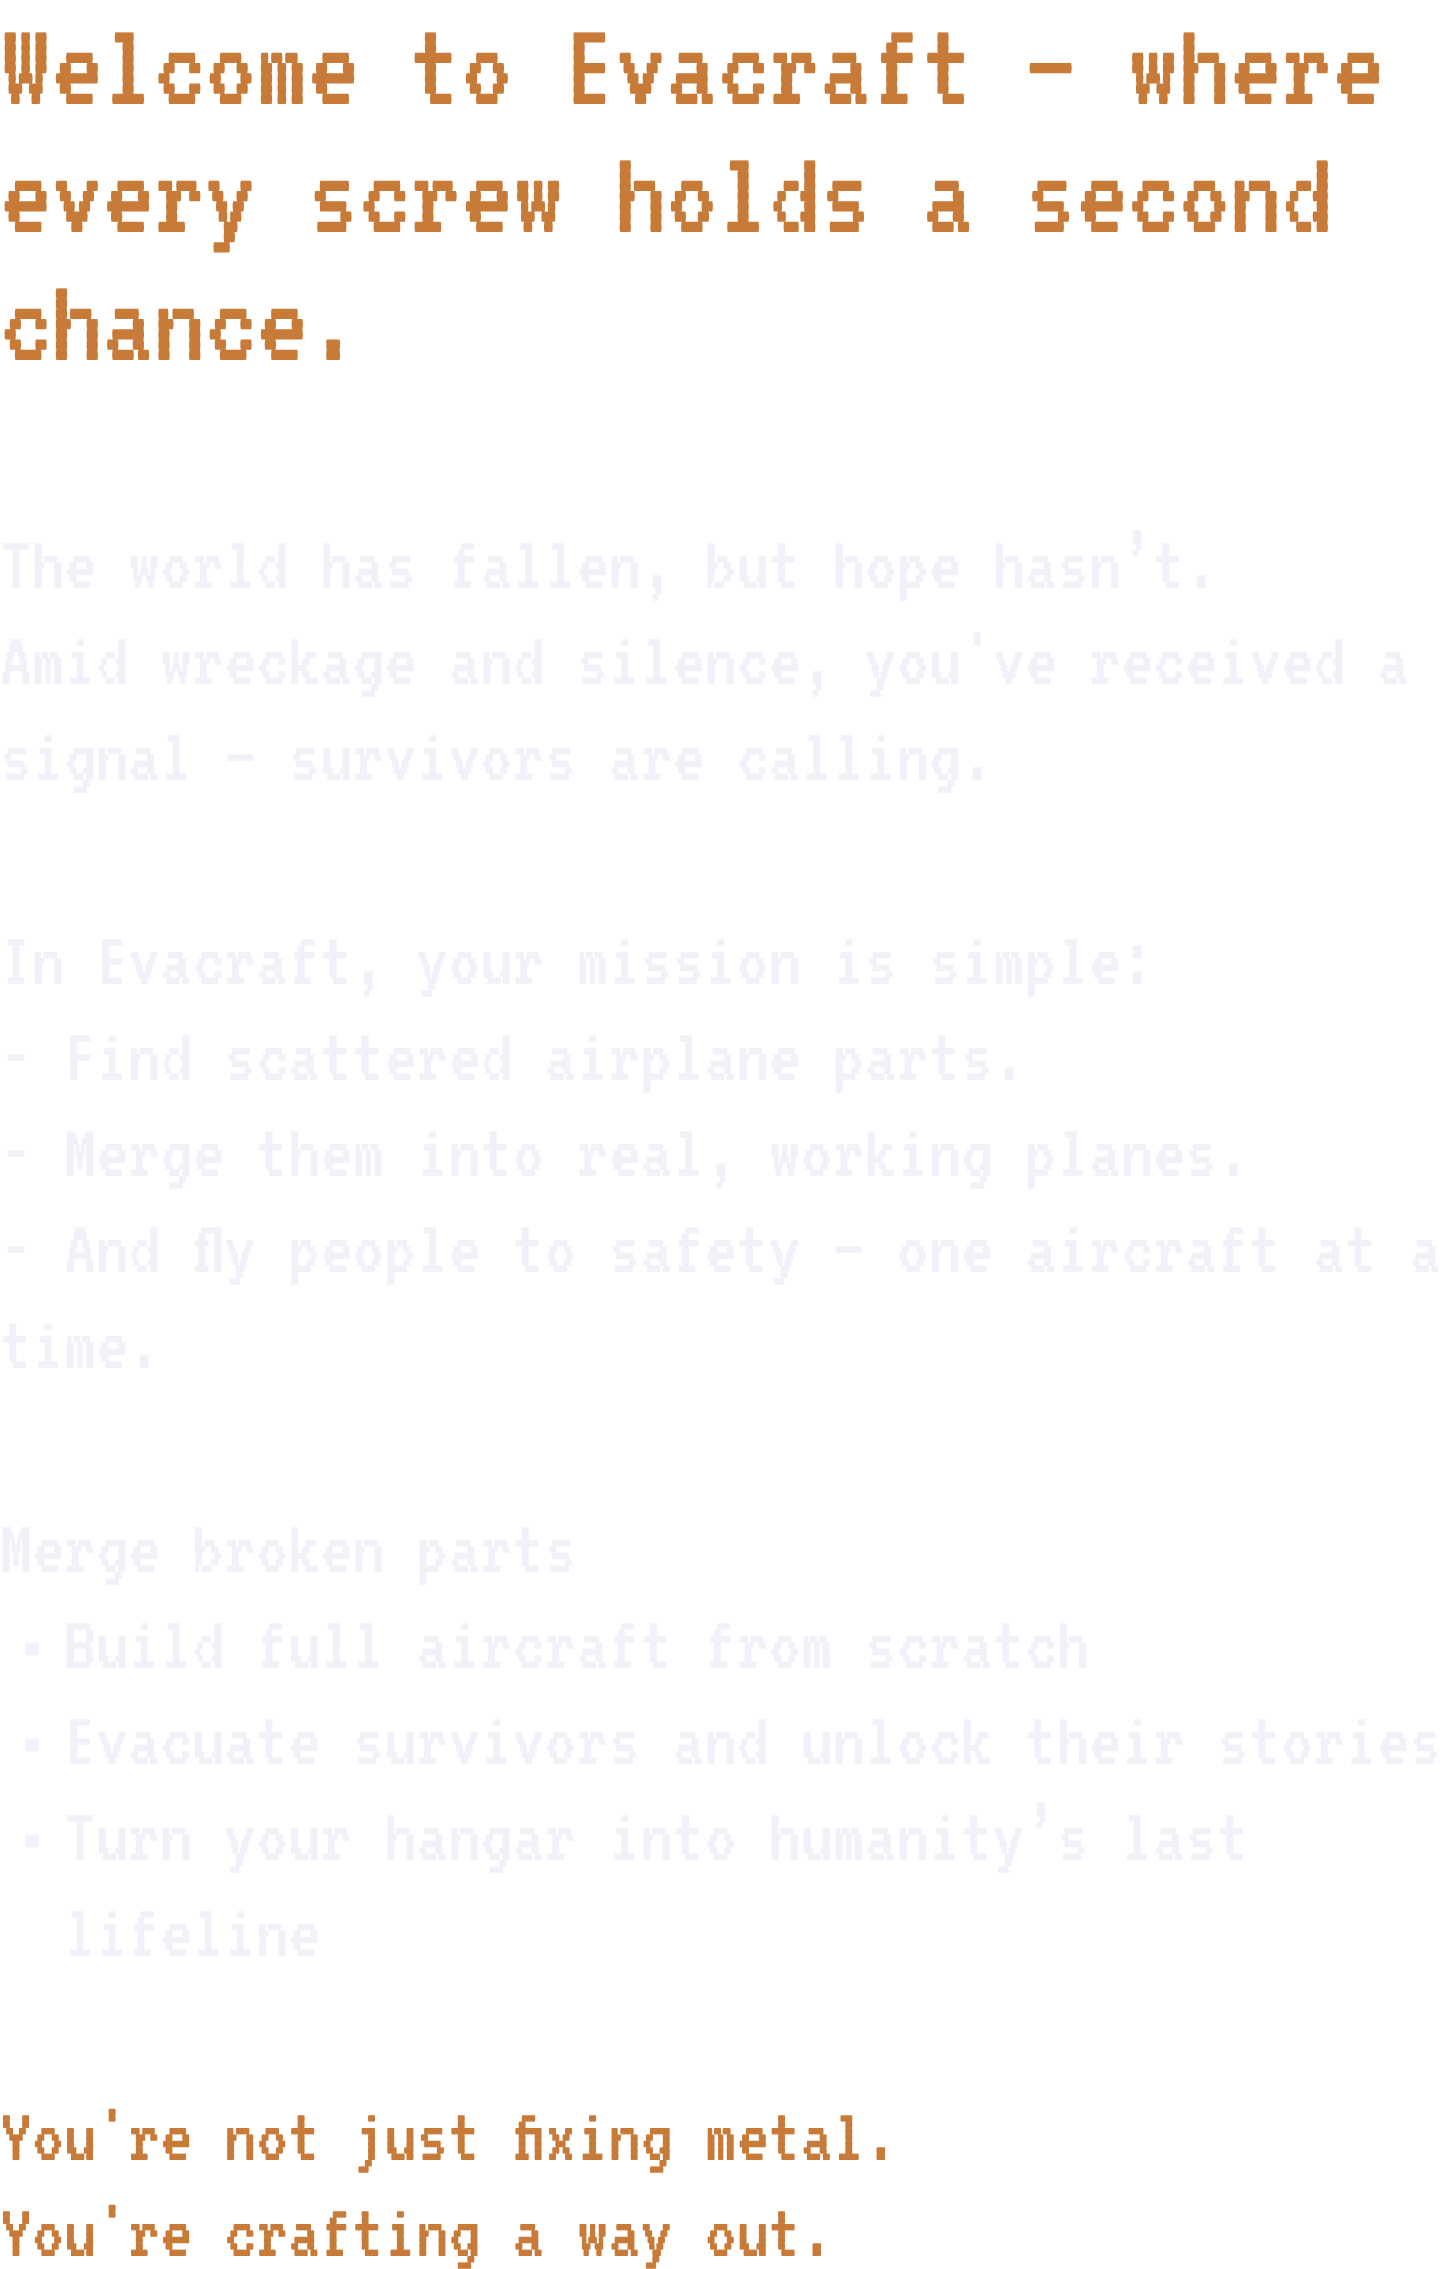 Welcome to Evacraft — where
every screw holds a second
chance.
The world has fallen, but hope hasn’t.
Amid wreckage and silence, you've received a
signal — survivors are calling.
In Evacraft, your mission is simple:
- Find scattered airplane parts.
- Merge them into real, working planes.
- And fly people to safety — one aircraft at a
time.
Merge broken parts
• Build full aircraft from scratch
• Evacuate survivors and unlock their stories
• Turn your hangar into humanity’s last
lifeline
You're not just fixing metal.
You're crafting a way out.